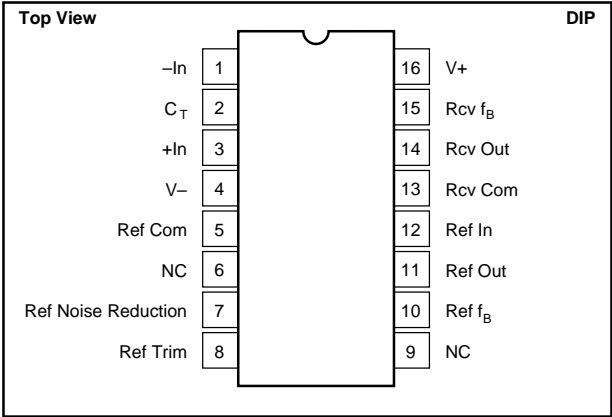 Top View DIP
–In 1 16 V+
C_T 2 15 Rcv f_B
+In 3 14 Rcv Out
V– 4 13 Rcv Com
Ref Com 5 12 Ref In
NC 6 11 Ref Out
Ref Noise Reduction 7 10 Ref f_B
Ref Trim 8 9 NC